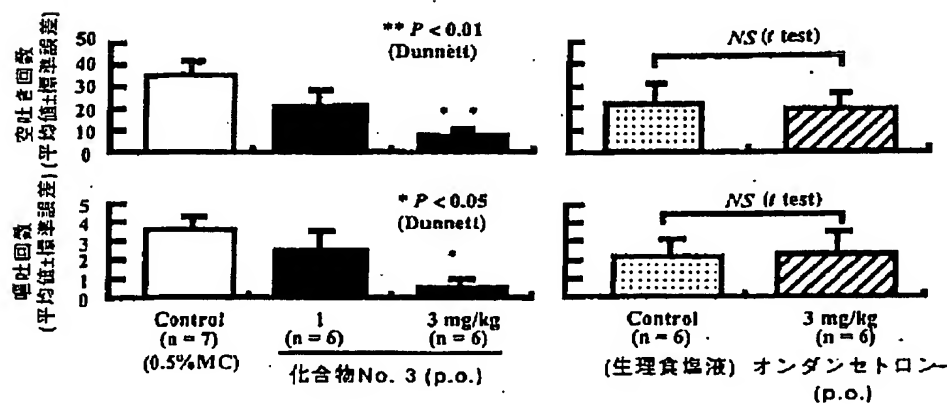 空吐き回数
(平均値±標準誤差)
50
40
30
20
10
0
** P < 0.01
(Dunnett)
* *
NS (t test)
嘔吐回数
(平均値±標準誤差)
5
4
3
2
1
0
* P < 0.05
(Dunnett)
*
NS (t test)
Control
(n = 7)
(0.5%MC)
1
(n = 6)
3 mg/kg
(n = 6)
化合物No. 3 (p.o.)
Control
(n = 6)
(生理食塩液)
3 mg/kg
(n = 6)
オンダンセトロン
(p.o.)